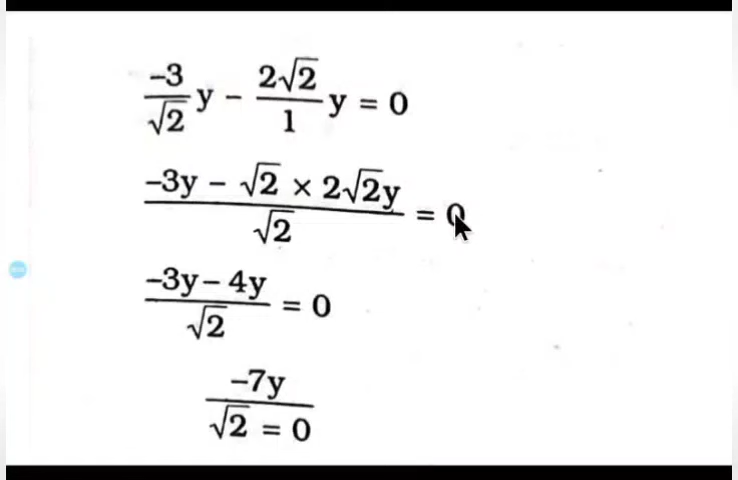 -3/√2 y - 2√2/1 y = 0
-3y - √2 × 2√2y / √2 = 0
-3y - 4y / √2 = 0
-7y / √2 = 0